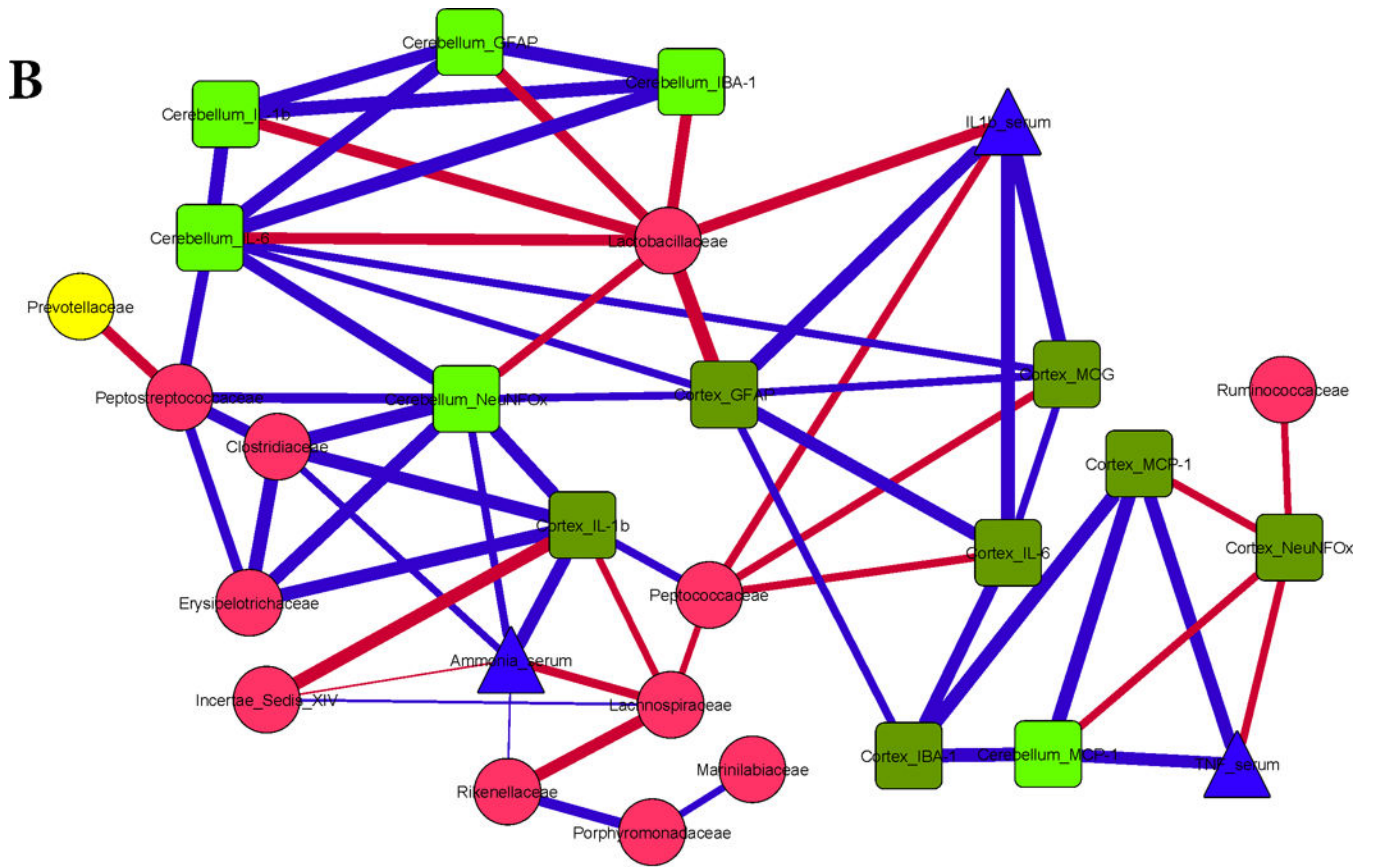 B
Cerebellum_GFAP
Cerebellum_IBA-1
Cerebellum_IL-1b
IL1b_serum
Cerebellum_IL-6
Lactobacillaceae
Prevotellaceae
Cortex_MOG
Ruminococcaceae
Peptostreptococcaceae
Cerebellum_NeuNFOx
Cortex_GFAP
Clostridiaceae
Cortex_MCP-1
Cortex_IL-1b
Cortex_IL-6
Cortex_NeuNFOx
Erysipelotrichaceae
Peptococcaceae
Ammonia_serum
Incertae_Sedis_XIV
Lachnospiraceae
Cortex_IBA-1
Cerebellum_MCP-1
TNF_serum
Marinilabiaceae
Rikenellaceae
Porphyromonadaceae